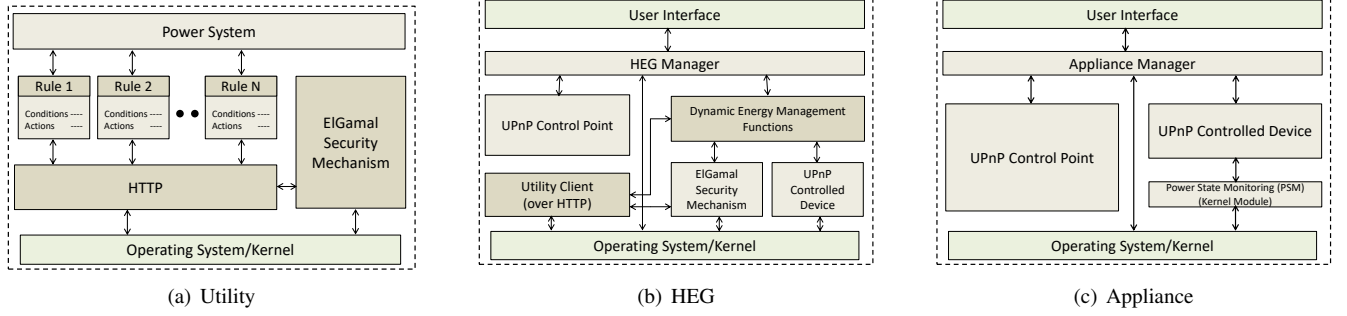 Power System
Rule 1
Conditions ----
Actions ----
Rule 2
Conditions ----
Actions ----
Rule N
Conditions ----
Actions ----
ElGamal
Security
Mechanism
HTTP
Operating System/Kernel
(a) Utility
User Interface
HEG Manager
UPnP Control Point
Dynamic Energy Management
Functions
Utility Client
(over HTTP)
ElGamal
Security
Mechanism
UPnP
Controlled
Device
Operating System/Kernel
(b) HEG
User Interface
Appliance Manager
UPnP Control Point
UPnP Controlled Device
Power State Monitoring (PSM)
(Kernel Module)
Operating System/Kernel
(c) Appliance